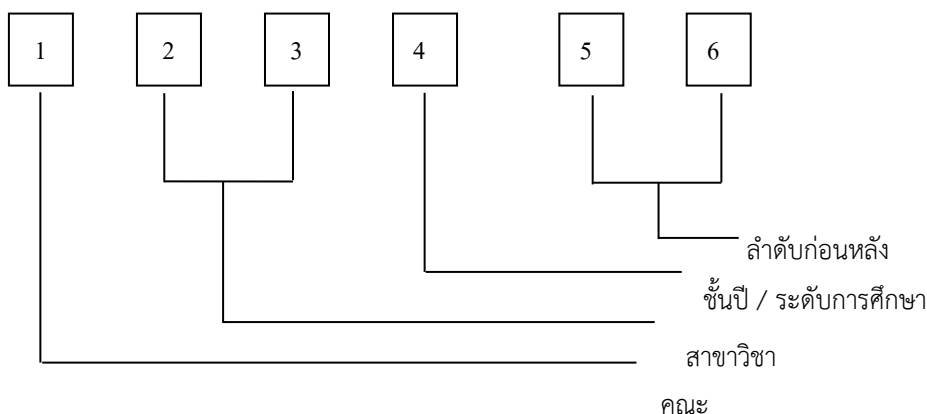 1 2 3 4 5 6
ลำดับก่อนหลัง
ชั้นปี / ระดับการศึกษา
สาขาวิชา
คณะ